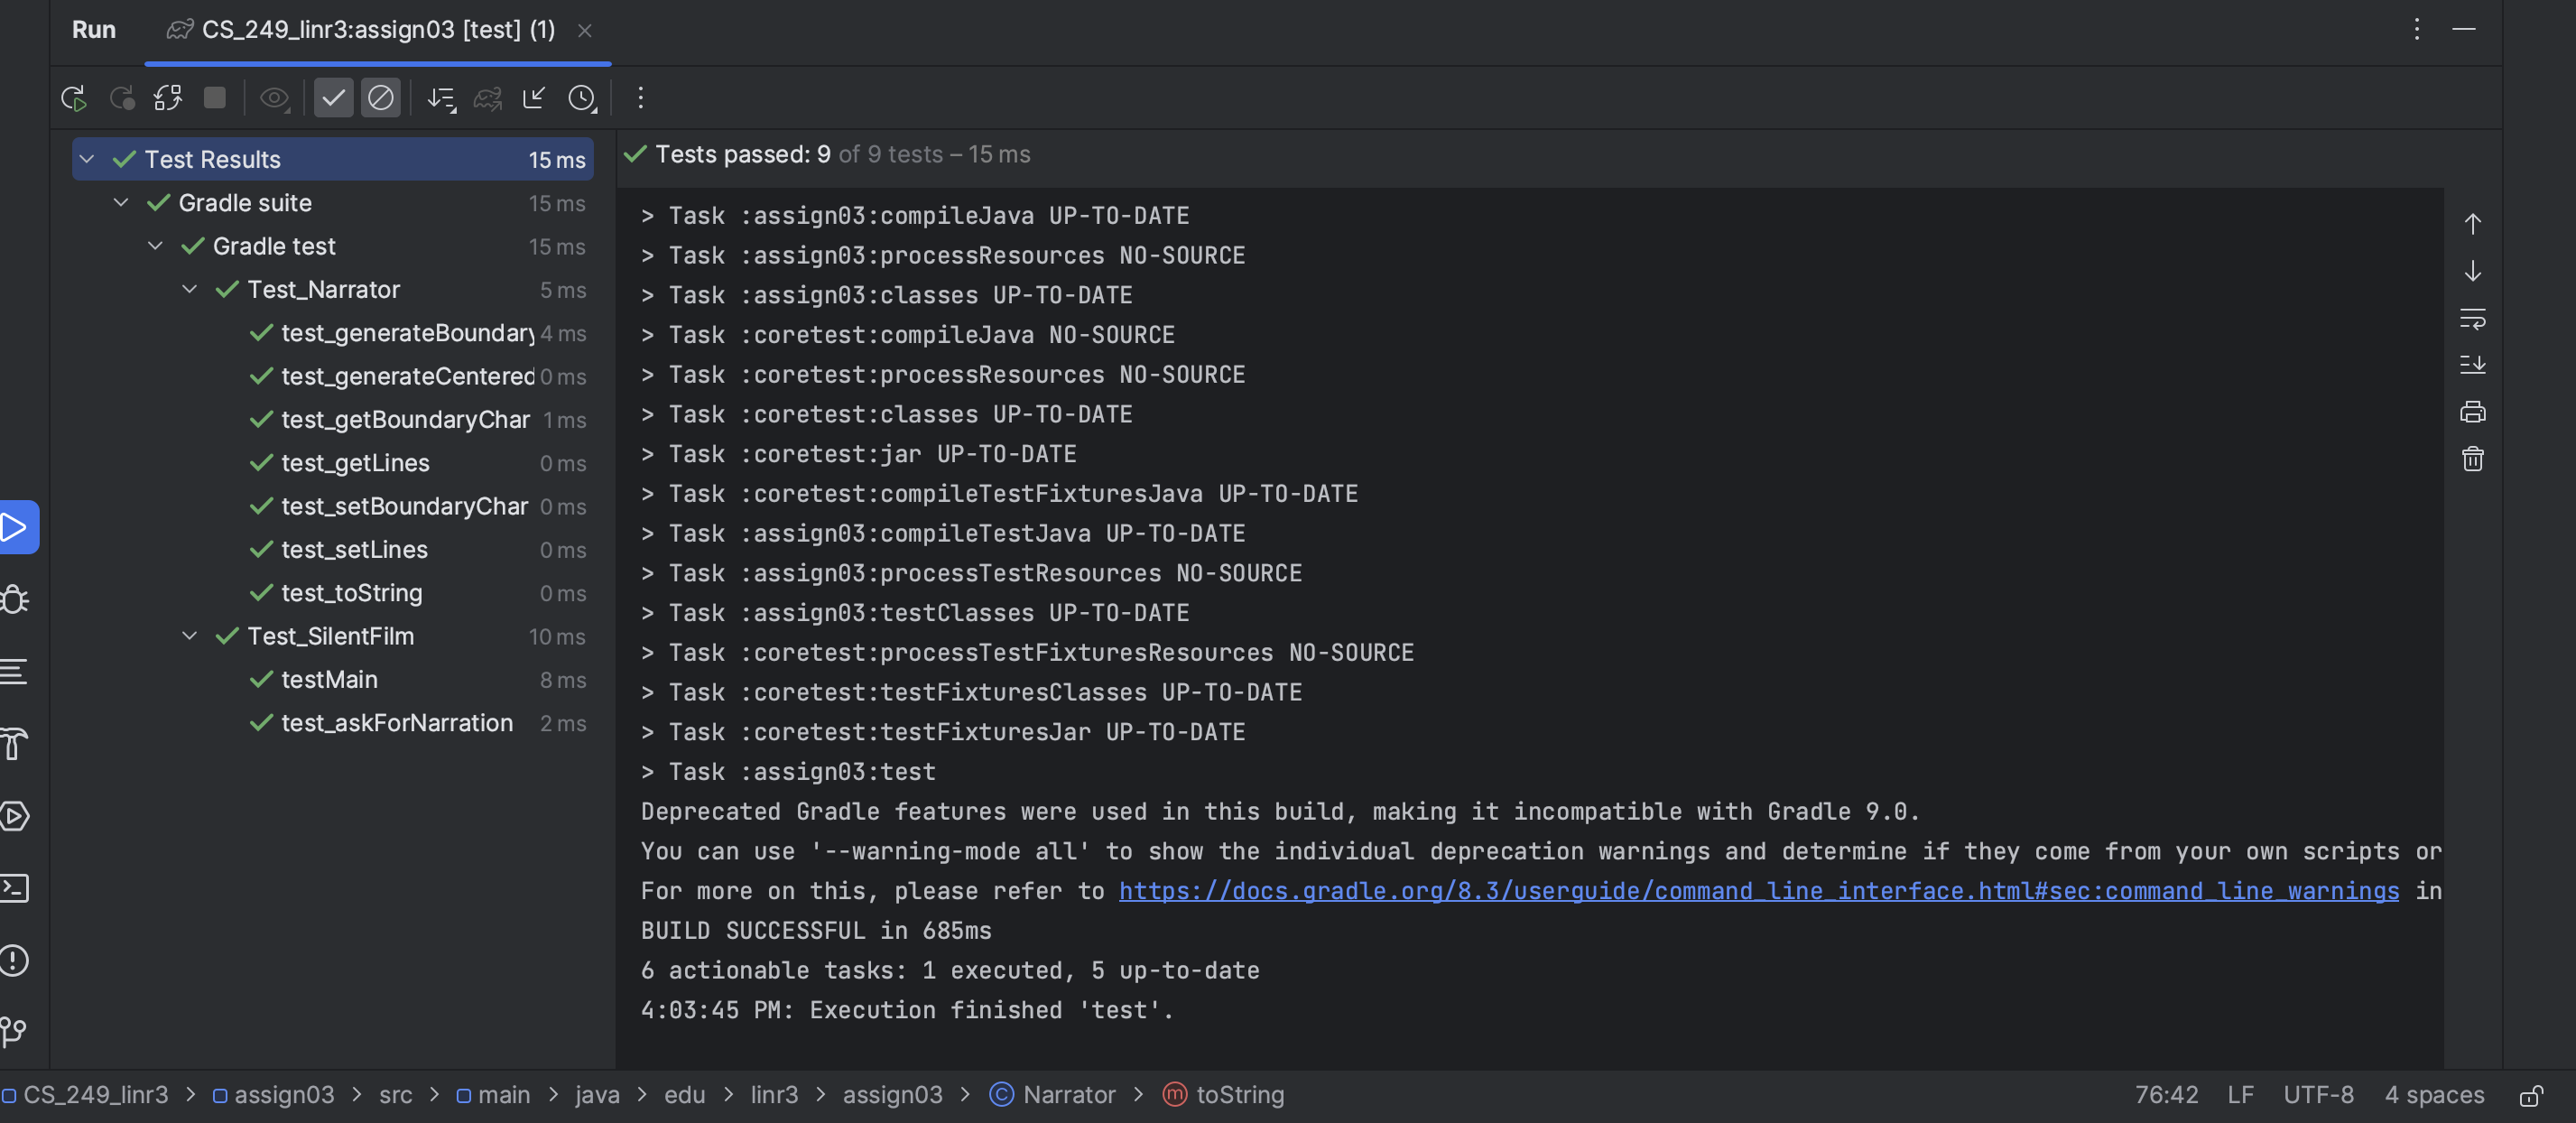 Run
CS_249_linr3:assign03 [test] (1)
Test Results 15 ms
Gradle suite 15 ms
Gradle test 15 ms
Test_Narrator 5 ms
test_generateBoundary 4 ms
test_generateCentered 0 ms
test_getBoundaryChar 1 ms
test_getLines 0 ms
test_setBoundaryChar 0 ms
test_setLines 0 ms
test_toString 0 ms
Test_SilentFilm 10 ms
testMain 8 ms
test_askForNarration 2 ms
Tests passed: 9 of 9 tests – 15 ms
> Task :assign03:compileJava UP-TO-DATE
> Task :assign03:processResources NO-SOURCE
> Task :assign03:classes UP-TO-DATE
> Task :coretest:compileJava NO-SOURCE
> Task :coretest:processResources NO-SOURCE
> Task :coretest:classes UP-TO-DATE
> Task :coretest:jar UP-TO-DATE
> Task :coretest:compileTestFixturesJava UP-TO-DATE
> Task :assign03:compileTestJava UP-TO-DATE
> Task :assign03:processTestResources NO-SOURCE
> Task :assign03:testClasses UP-TO-DATE
> Task :coretest:processTestFixturesResources NO-SOURCE
> Task :coretest:testFixturesClasses UP-TO-DATE
> Task :coretest:testFixturesJar UP-TO-DATE
> Task :assign03:test
Deprecated Gradle features were used in this build, making it incompatible with Gradle 9.0.
You can use '--warning-mode all' to show the individual deprecation warnings and determine if they come from your own scripts or
For more on this, please refer to https://docs.gradle.org/8.3/userguide/command_line_interface.html#sec:command_line_warnings in
BUILD SUCCESSFUL in 685ms
6 actionable tasks: 1 executed, 5 up-to-date
4:03:45 PM: Execution finished 'test'.
CS_249_linr3 > assign03 > src > main > java > edu > linr3 > assign03 > Narrator > toString
76:42 LF UTF-8 4 spaces